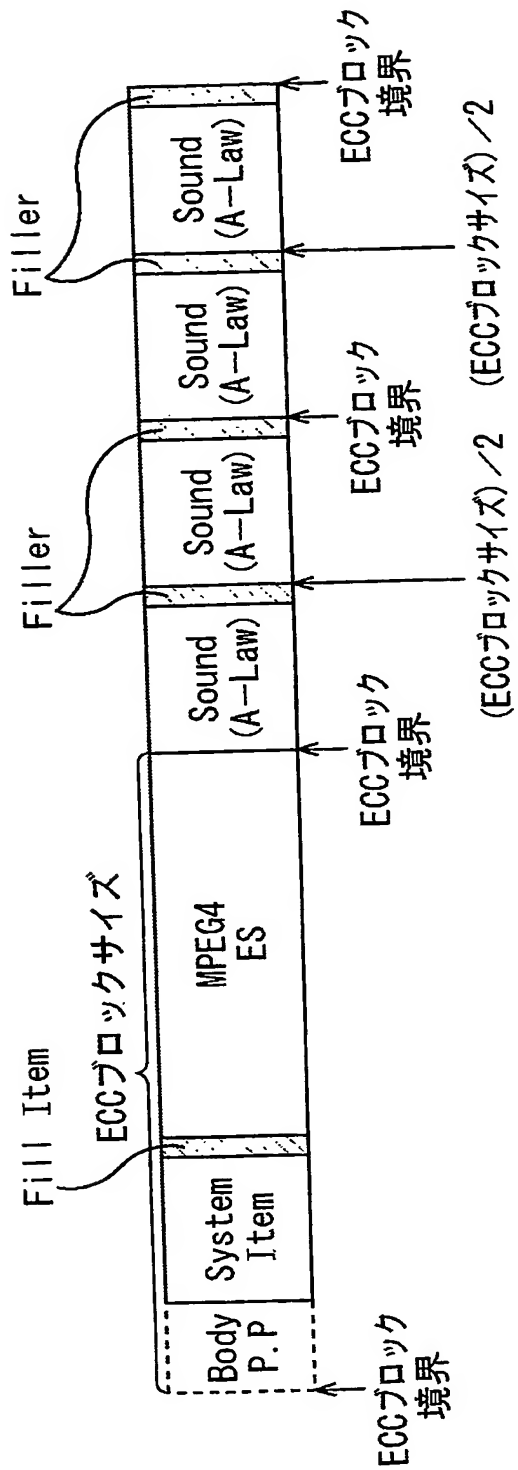 Fill Item
ECCブロックサイズ
Filler
Filler
Body
P.P
System
Item
MPEG4
ES
Sound
(A-Law)
Sound
(A-Law)
Sound
(A-Law)
Sound
(A-Law)
ECCブロック
境界
ECCブロック
境界
(ECCブロックサイズ)/2
ECCブロック
境界
(ECCブロックサイズ)/2
ECCブロック
境界